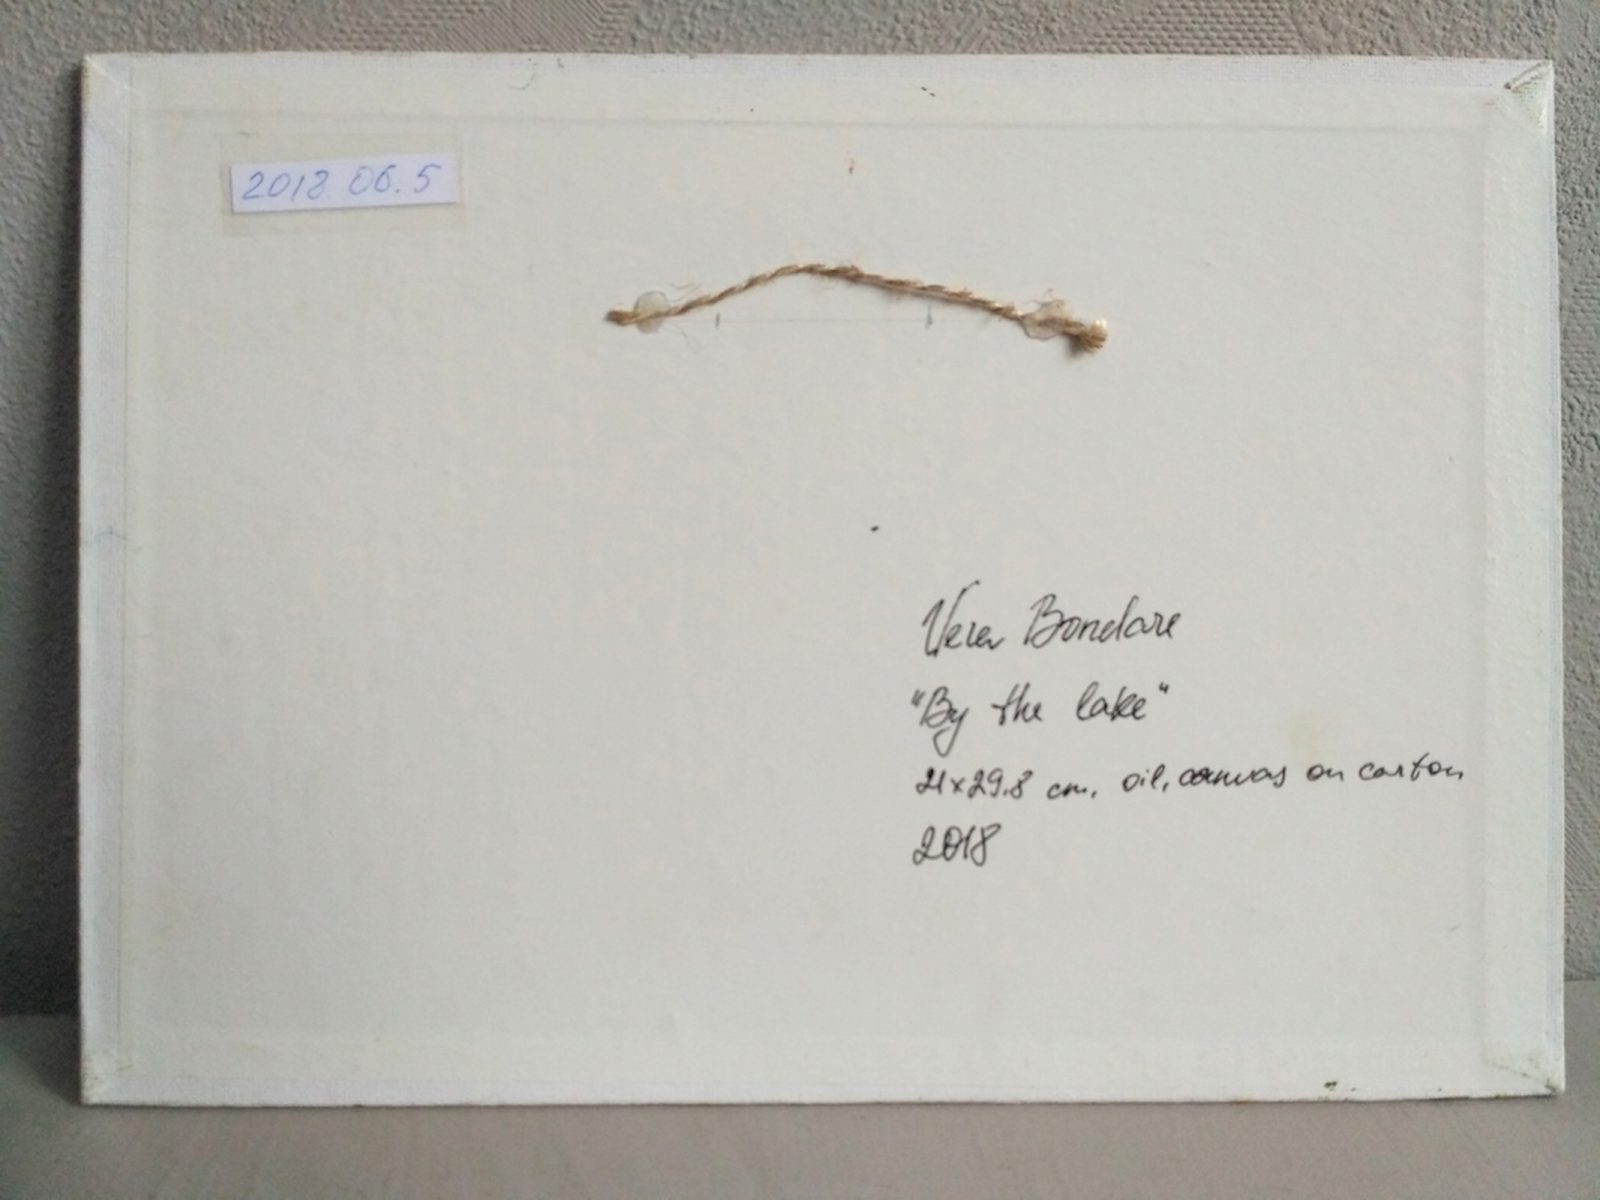 2018.06.5
Vera Bondare
"By the lake"
21x29.8 cm, oil, canvas on carton
2018